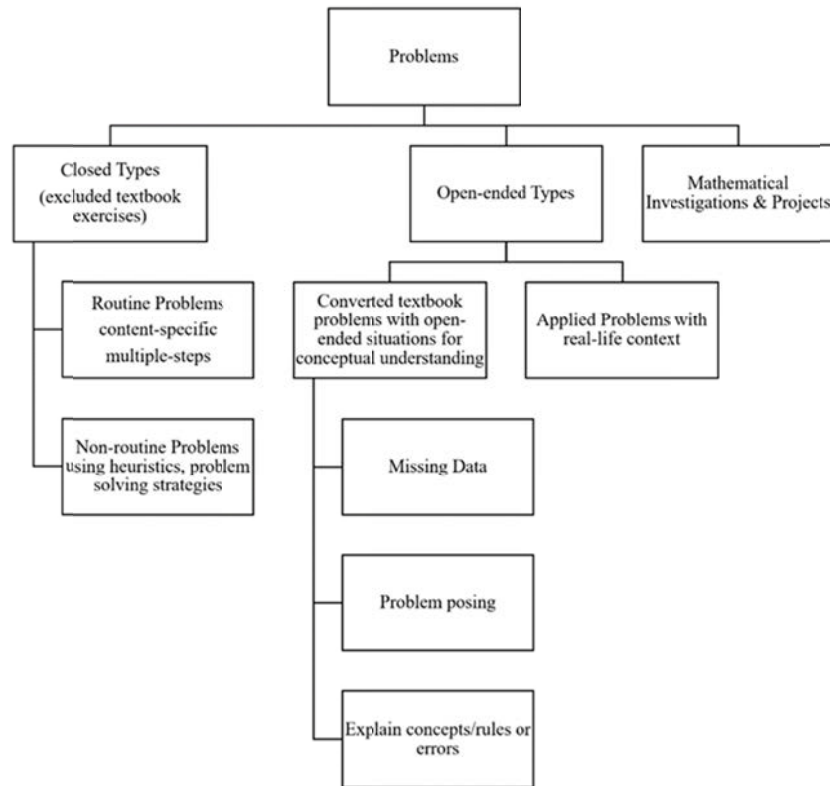 Problems
Closed Types
(excluded textbook
exercises)
Open-ended Types
Mathematical
Investigations & Projects
Routine Problems
content-specific
multiple-steps
Converted textbook
problems with open-
ended situations for
conceptual understanding
Applied Problems with
real-life context
Non-routine Problems
using heuristics, problem
solving strategies
Missing Data
Problem posing
Explain concepts/rules or
errors